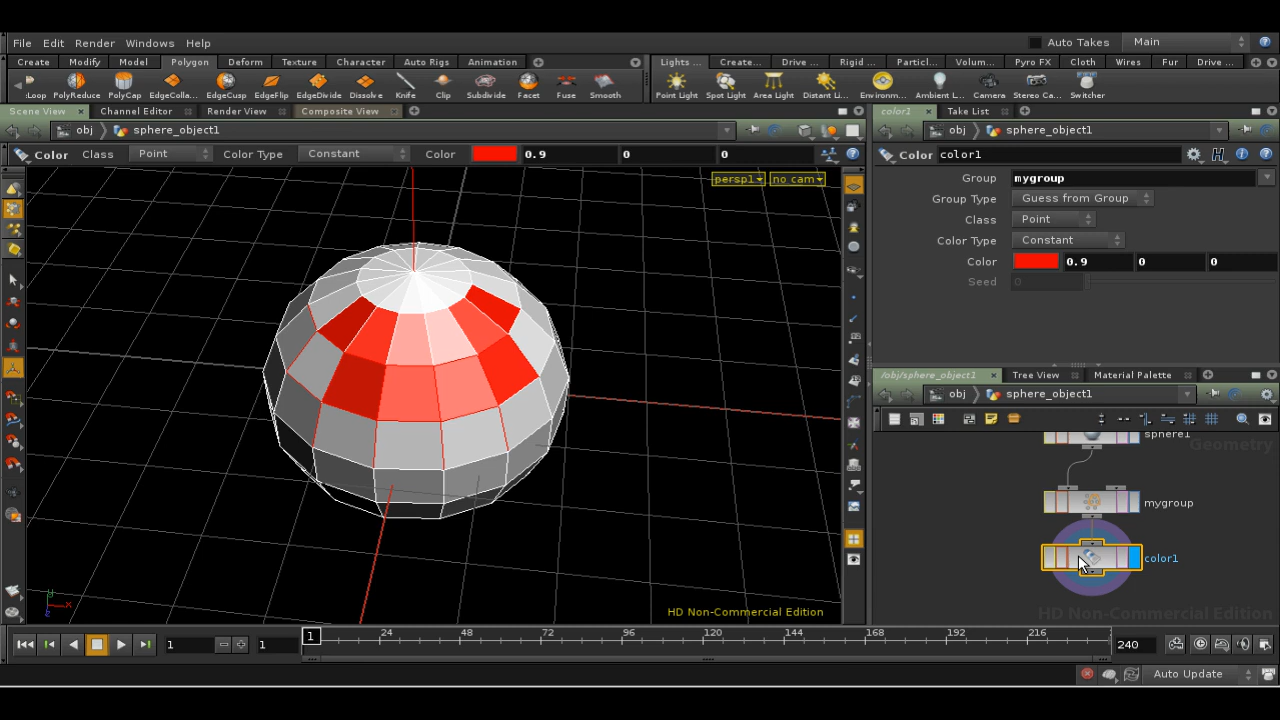 File Edit Render Windows Help Auto Takes Main
Create Modify Model Polygon Deform Texture Character Auto Rigs Animation Lights ... Create... Drive ... Rigid ... Particl... Volum... Pyro FX Cloth Wires Fur Drive ...
:Loop PolyReduce PolyCap EdgeColla... EdgeCusp EdgeFlip EdgeDivide Dissolve Knife Clip Subdivide Facet Fuse Smooth Point Light Spot Light Area Light Distant Li... Environm... Ambient L... Camera Stereo Ca... Switcher
Scene View Channel Editor Render View Composite View color1 Take List
obj sphere_object1 obj sphere_object1
Color Class Point Color Type Constant Color 0.9 0 0 Color color1
persp1 no cam
Group mygroup
Group Type Guess from Group
Class Point
Color Type Constant
Color 0.9 0 0
Seed 0
/obj/sphere_object1 Tree View Material Palette
obj sphere_object1
sphere1
Geometry
mygroup
color1
HD Non-Commercial Edition HD Non-Commercial Edition
1 1 1 24 48 72 96 120 144 168 192 216 240
Auto Update